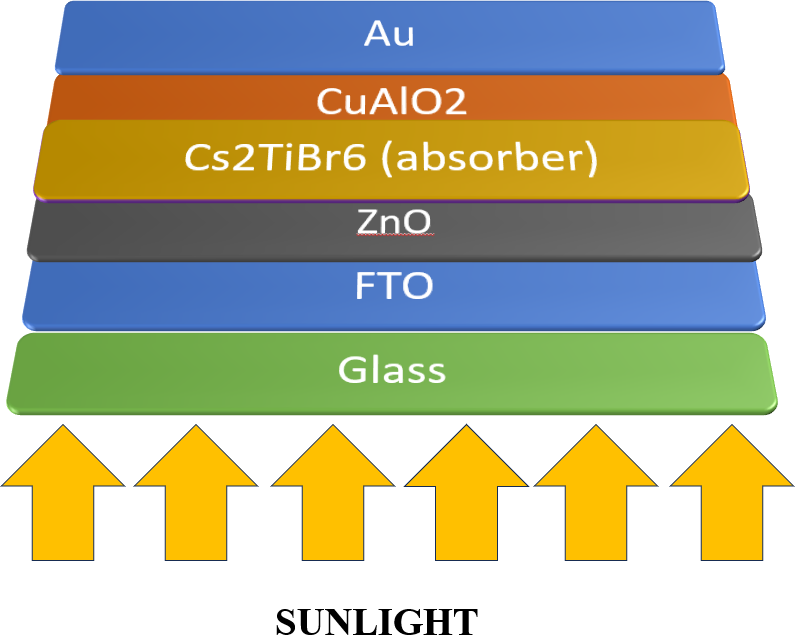 Au
CuAlO2
Cs2TiBr6 (absorber)
ZnO
FTO
Glass
SUNLIGHT